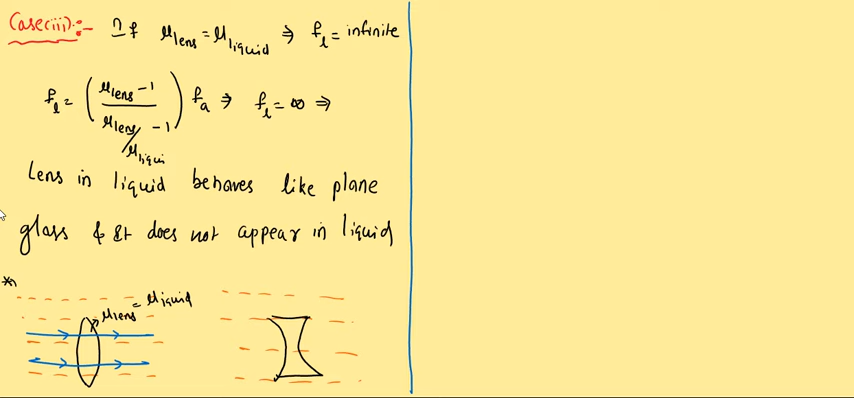 Case(iii):- If μlens = μliquid ⇒ fl = infinite
fl = ((μlens - 1)/(μlens/μliqui - 1)) fa ⇒ fl = ∞ ⇒
Lens in liquid behaves like plane
glass & It does not appear in liquid
μlens = μliquid